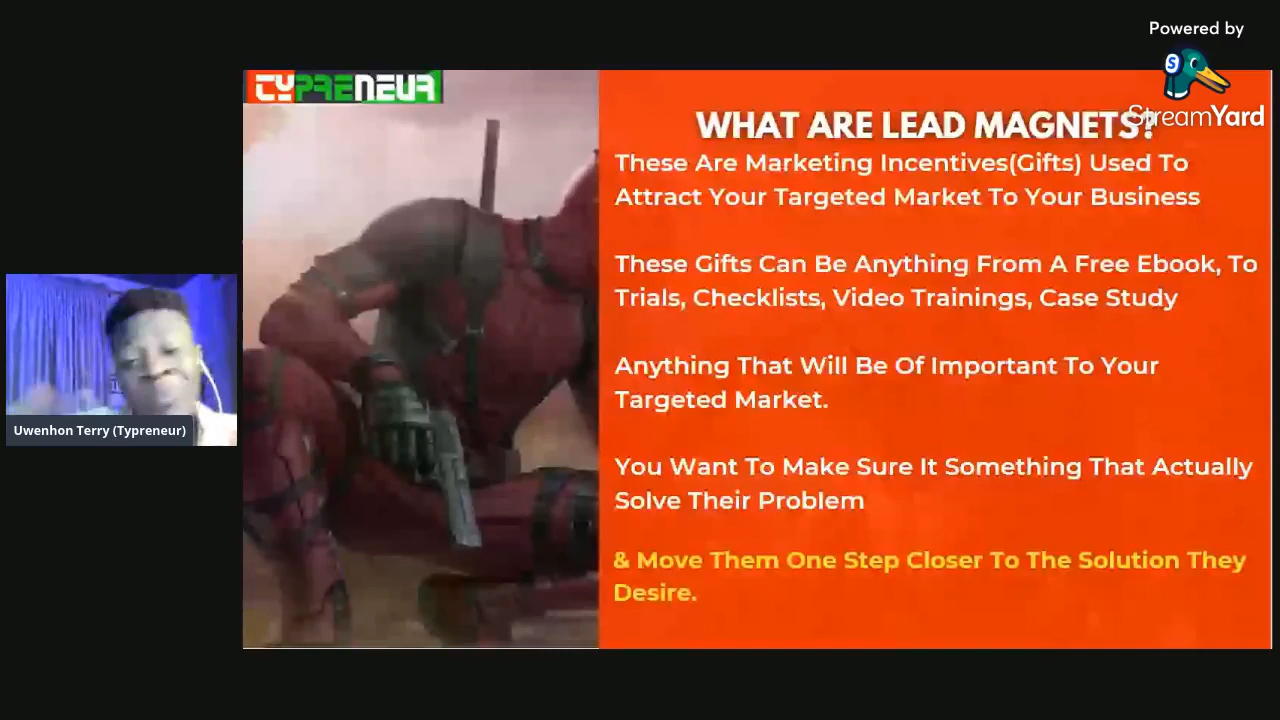 Powered by
StreamYard
TYPRENEUR
WHAT ARE LEAD MAGNETS?
These Are Marketing Incentives(Gifts) Used To
Attract Your Targeted Market To Your Business
These Gifts Can Be Anything From A Free Ebook, To
Trials, Checklists, Video Trainings, Case Study
Anything That Will Be Of Important To Your
Targeted Market.
You Want To Make Sure It Something That Actually
Solve Their Problem
& Move Them One Step Closer To The Solution They
Desire.
Uwenhon Terry (Typreneur)